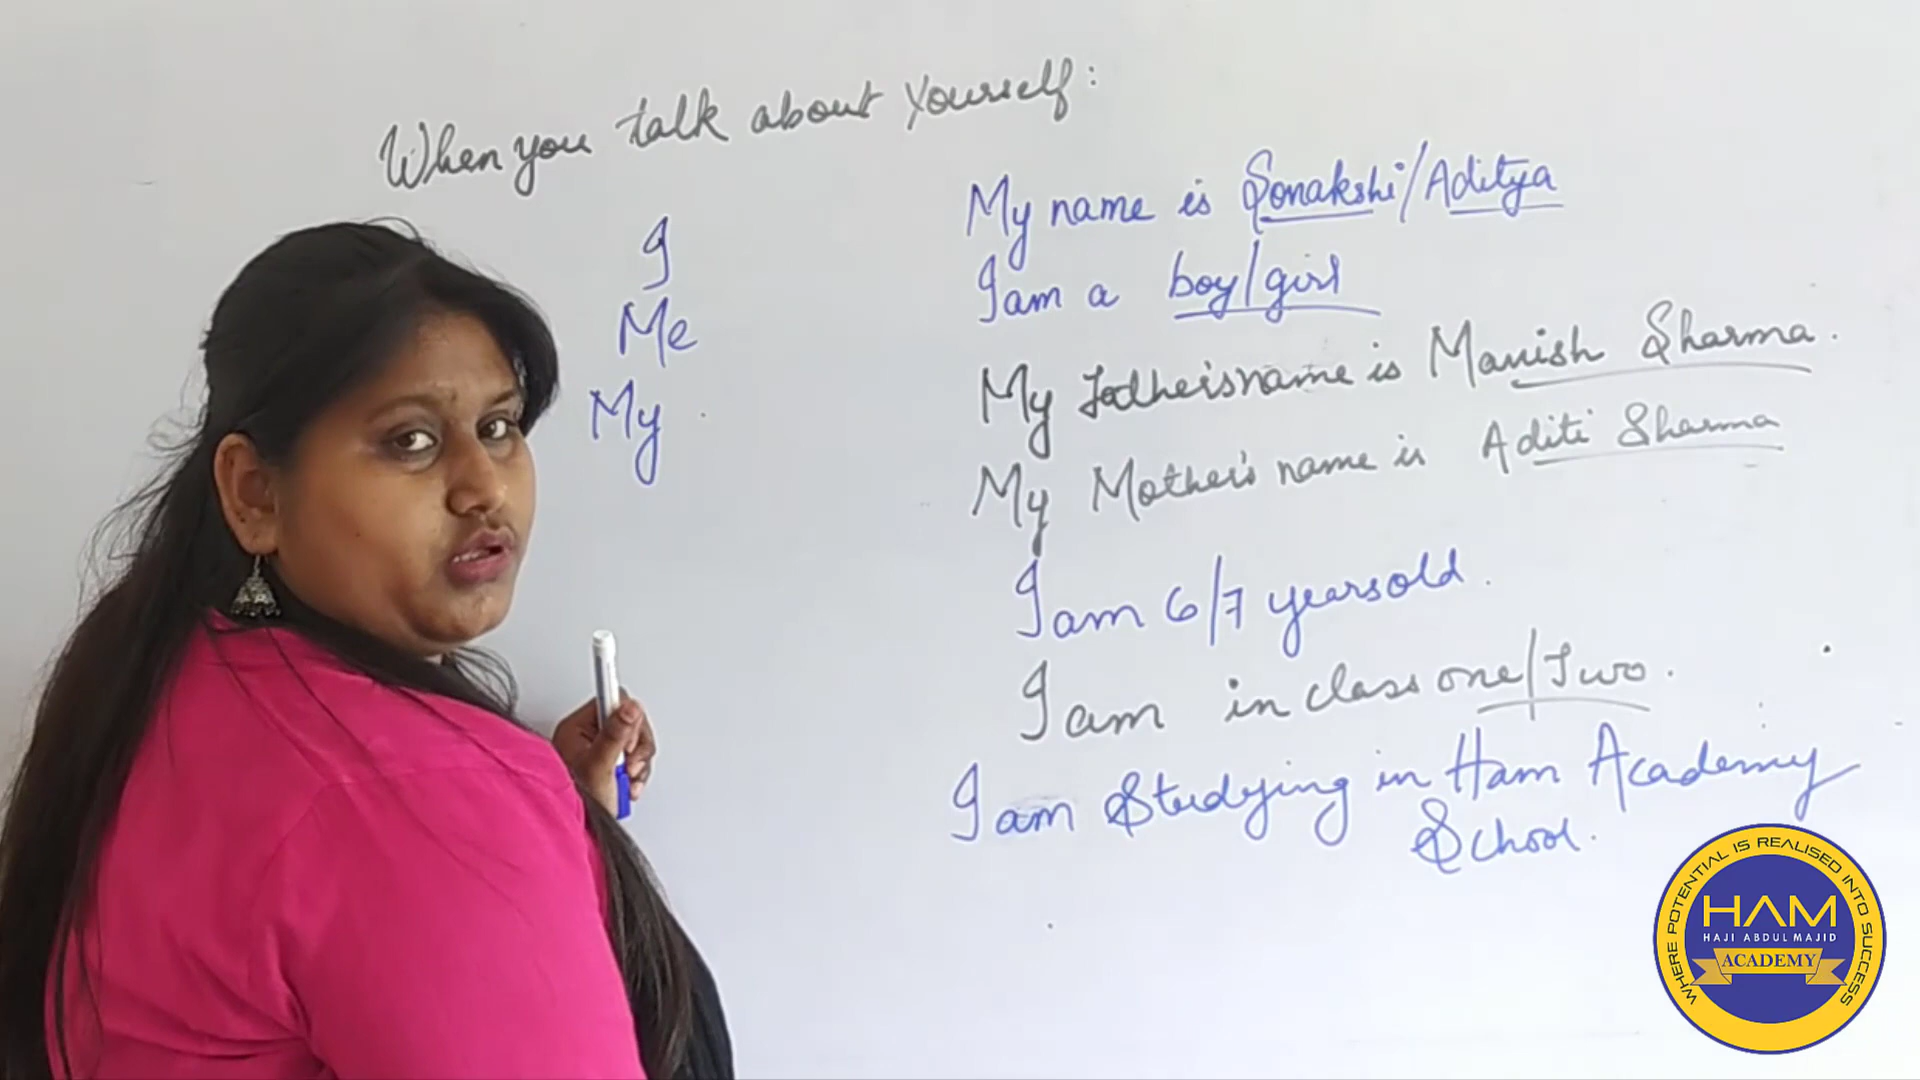 When you talk about yourself:
I
Me
My
My name is Sonakshi/Aditya
I am a boy/girl
My Father's name is Manish Sharma.
My Mother's name is Aditi Sharma
I am 6/7 years old.
I am in class one/Two.
I am Studying in Ham Academy
School.
WHERE POTENTIAL IS REALISED INTO SUCCESS
HAM
HAJI ABDUL MAJID
ACADEMY